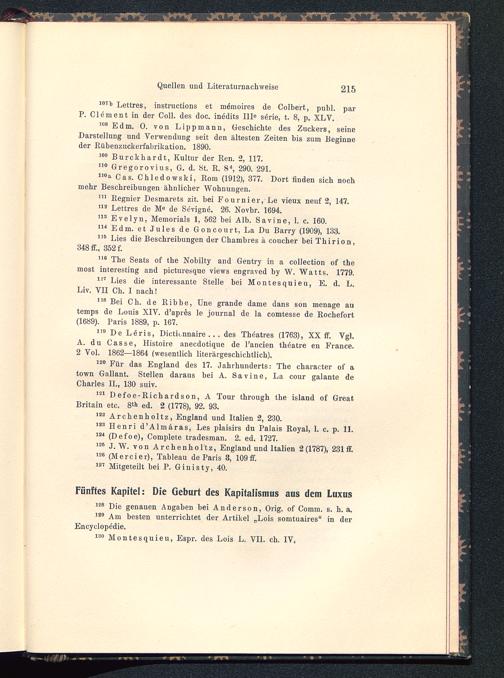 Quellen und Literaturnachweise 215
107b Lettres, instructions et mémoires de Colbert, publ. par
P. Clément in der Coll. des doc. inédits IIIe série, t. 8, p. XLV.
108 Edm. O. von Lippmann, Geschichte des Zuckers, seine
Darstellung und Verwendung seit den ältesten Zeiten bis zum Beginne
der Rübenzuckerfabrikation. 1890.
109 Burckhardt, Kultur der Ren. 2, 117.
110 Gregorovius, G. d. St. R. 8⁴, 290. 291.
110a Cas. Chledowski, Rom (1912), 377. Dort finden sich noch
mehr Beschreibungen ähnlicher Wohnungen.
111 Regnier Desmarets zit. bei Fournier, Le vieux neuf 2, 147.
112 Lettres de Me de Sévigné. 26. Novbr. 1694.
113 Evelyn, Memorials 1, 562 bei Alb. Savine, l. c. 160.
114 Edm. et Jules de Goncourt, La Du Barry (1909), 133.
115 Lies die Beschreibungen der Chambres à coucher bei Thirion,
348 ff., 352 f.
116 The Seats of the Nobilty and Gentry in a collection of the
most interesting and picturesque views engraved by W. Watts. 1779.
117 Lies die interessante Stelle bei Montesquieu, E. d. L.
Liv. VII Ch. I nach!
118 Bei Ch. de Ribbe, Une grande dame dans son menage au
temps de Louis XIV. d'après le journal de la comtesse de Rochefort
(1689). Paris 1889, p. 167.
119 De Léris, Dictionnaire ... des Théatres (1763), XX ff. Vgl.
A. du Casse, Histoire anecdotique de l'ancien théatre en France.
2 Vol. 1862—1864 (wesentlich literärgeschichtlich).
120 Für das England des 17. Jahrhunderts: The character of a
town Gallant. Stellen daraus bei A. Savine, La cour galante de
Charles II., 130 suiv.
121 Defoe-Richardson, A Tour through the island of Great
Britain etc. 8th ed. 2 (1778), 92. 93.
122 Archenholtz, England und Italien 2, 230.
123 Henri d'Alméras, Les plaisirs du Palais Royal, l. c. p. 11.
124 (Defoe), Complete tradesman. 2. ed. 1727.
125 J. W. von Archenholtz, England und Italien 2 (1787), 231 ff.
126 (Mercier), Tableau de Paris 3, 109 ff.
127 Mitgeteilt bei P. Ginisty, 40.
Fünftes Kapitel: Die Geburt des Kapitalismus aus dem Luxus
128 Die genauen Angaben bei Anderson, Orig. of Comm. s. h. a.
129 Am besten unterrichtet der Artikel „Lois somtuaires“ in der
Encyclopédie.
130 Montesquieu, Espr. des Lois L. VII. ch. IV,